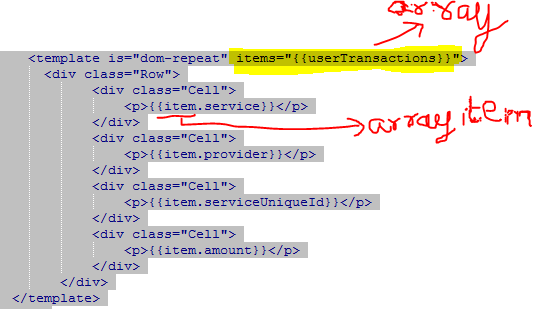 array
<template is="dom-repeat" items="{{userTransactions}}">
<div class="Row">
<div class="Cell">
<p>{{item.service}}</p>
</div>
array item
<div class="Cell">
<p>{{item.provider}}</p>
</div>
<div class="Cell">
<p>{{item.serviceUniqueId}}</p>
</div>
<div class="Cell">
<p>{{item.amount}}</p>
</div>
</div>
</template>